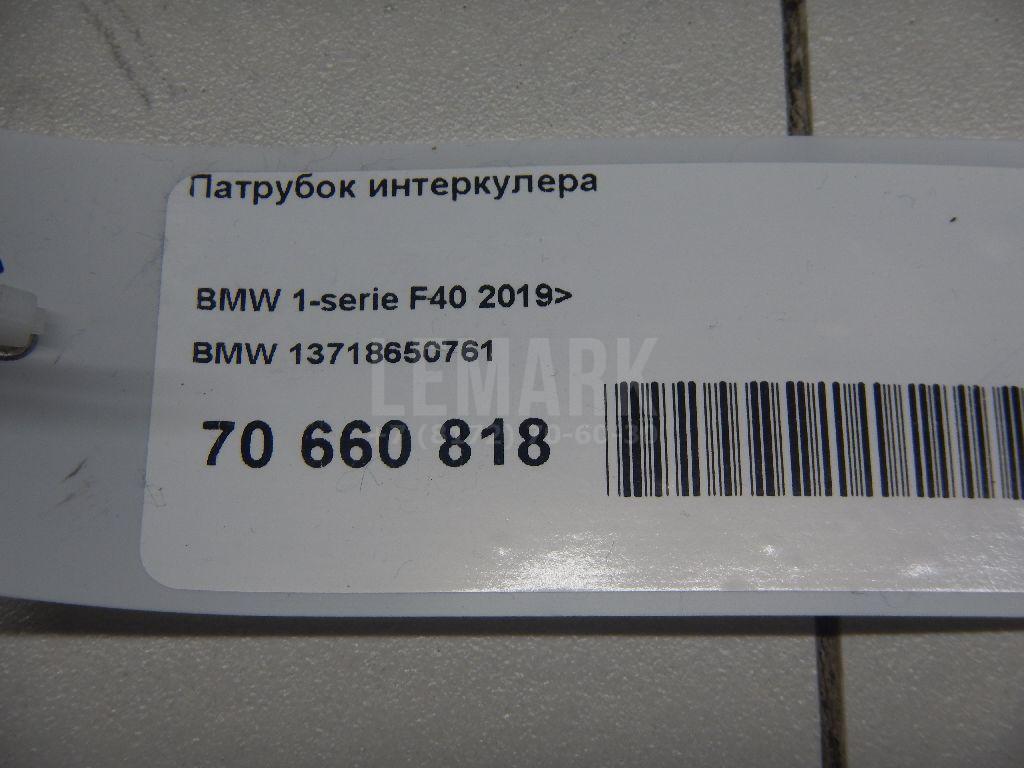 Патрубок интеркулера
BMW 1-serie F40 2019>
BMW 13718650761
LEMARK
70 660 818